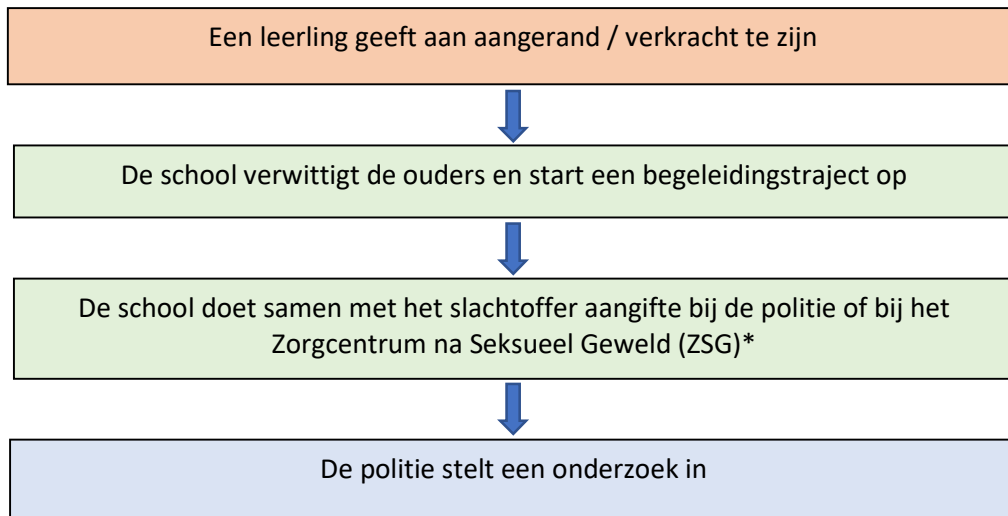 Een leerling geeft aan aangerand / verkracht te zijn
De school verwittigt de ouders en start een begeleidingstraject op
De school doet samen met het slachtoffer aangifte bij de politie of bij het
Zorgcentrum na Seksueel Geweld (ZSG)*
De politie stelt een onderzoek in